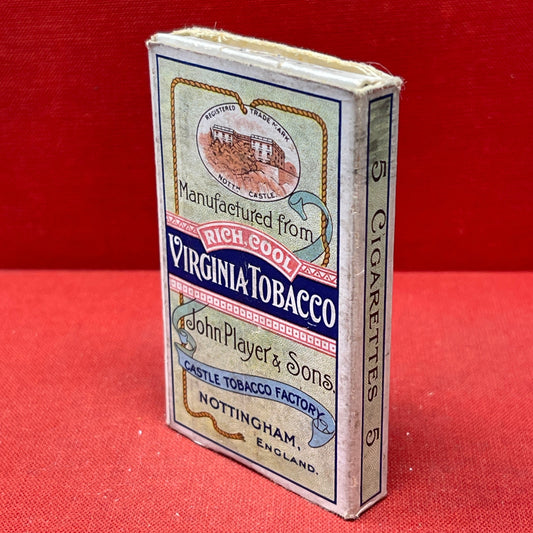 REGISTERED TRADE MARK
NOTTM CASTLE
Manufactured from
RICH, COOL
VIRGINIA TOBACCO
John Player & Sons,
CASTLE TOBACCO FACTORY
NOTTINGHAM,
ENGLAND.
5 CIGARETTES 5